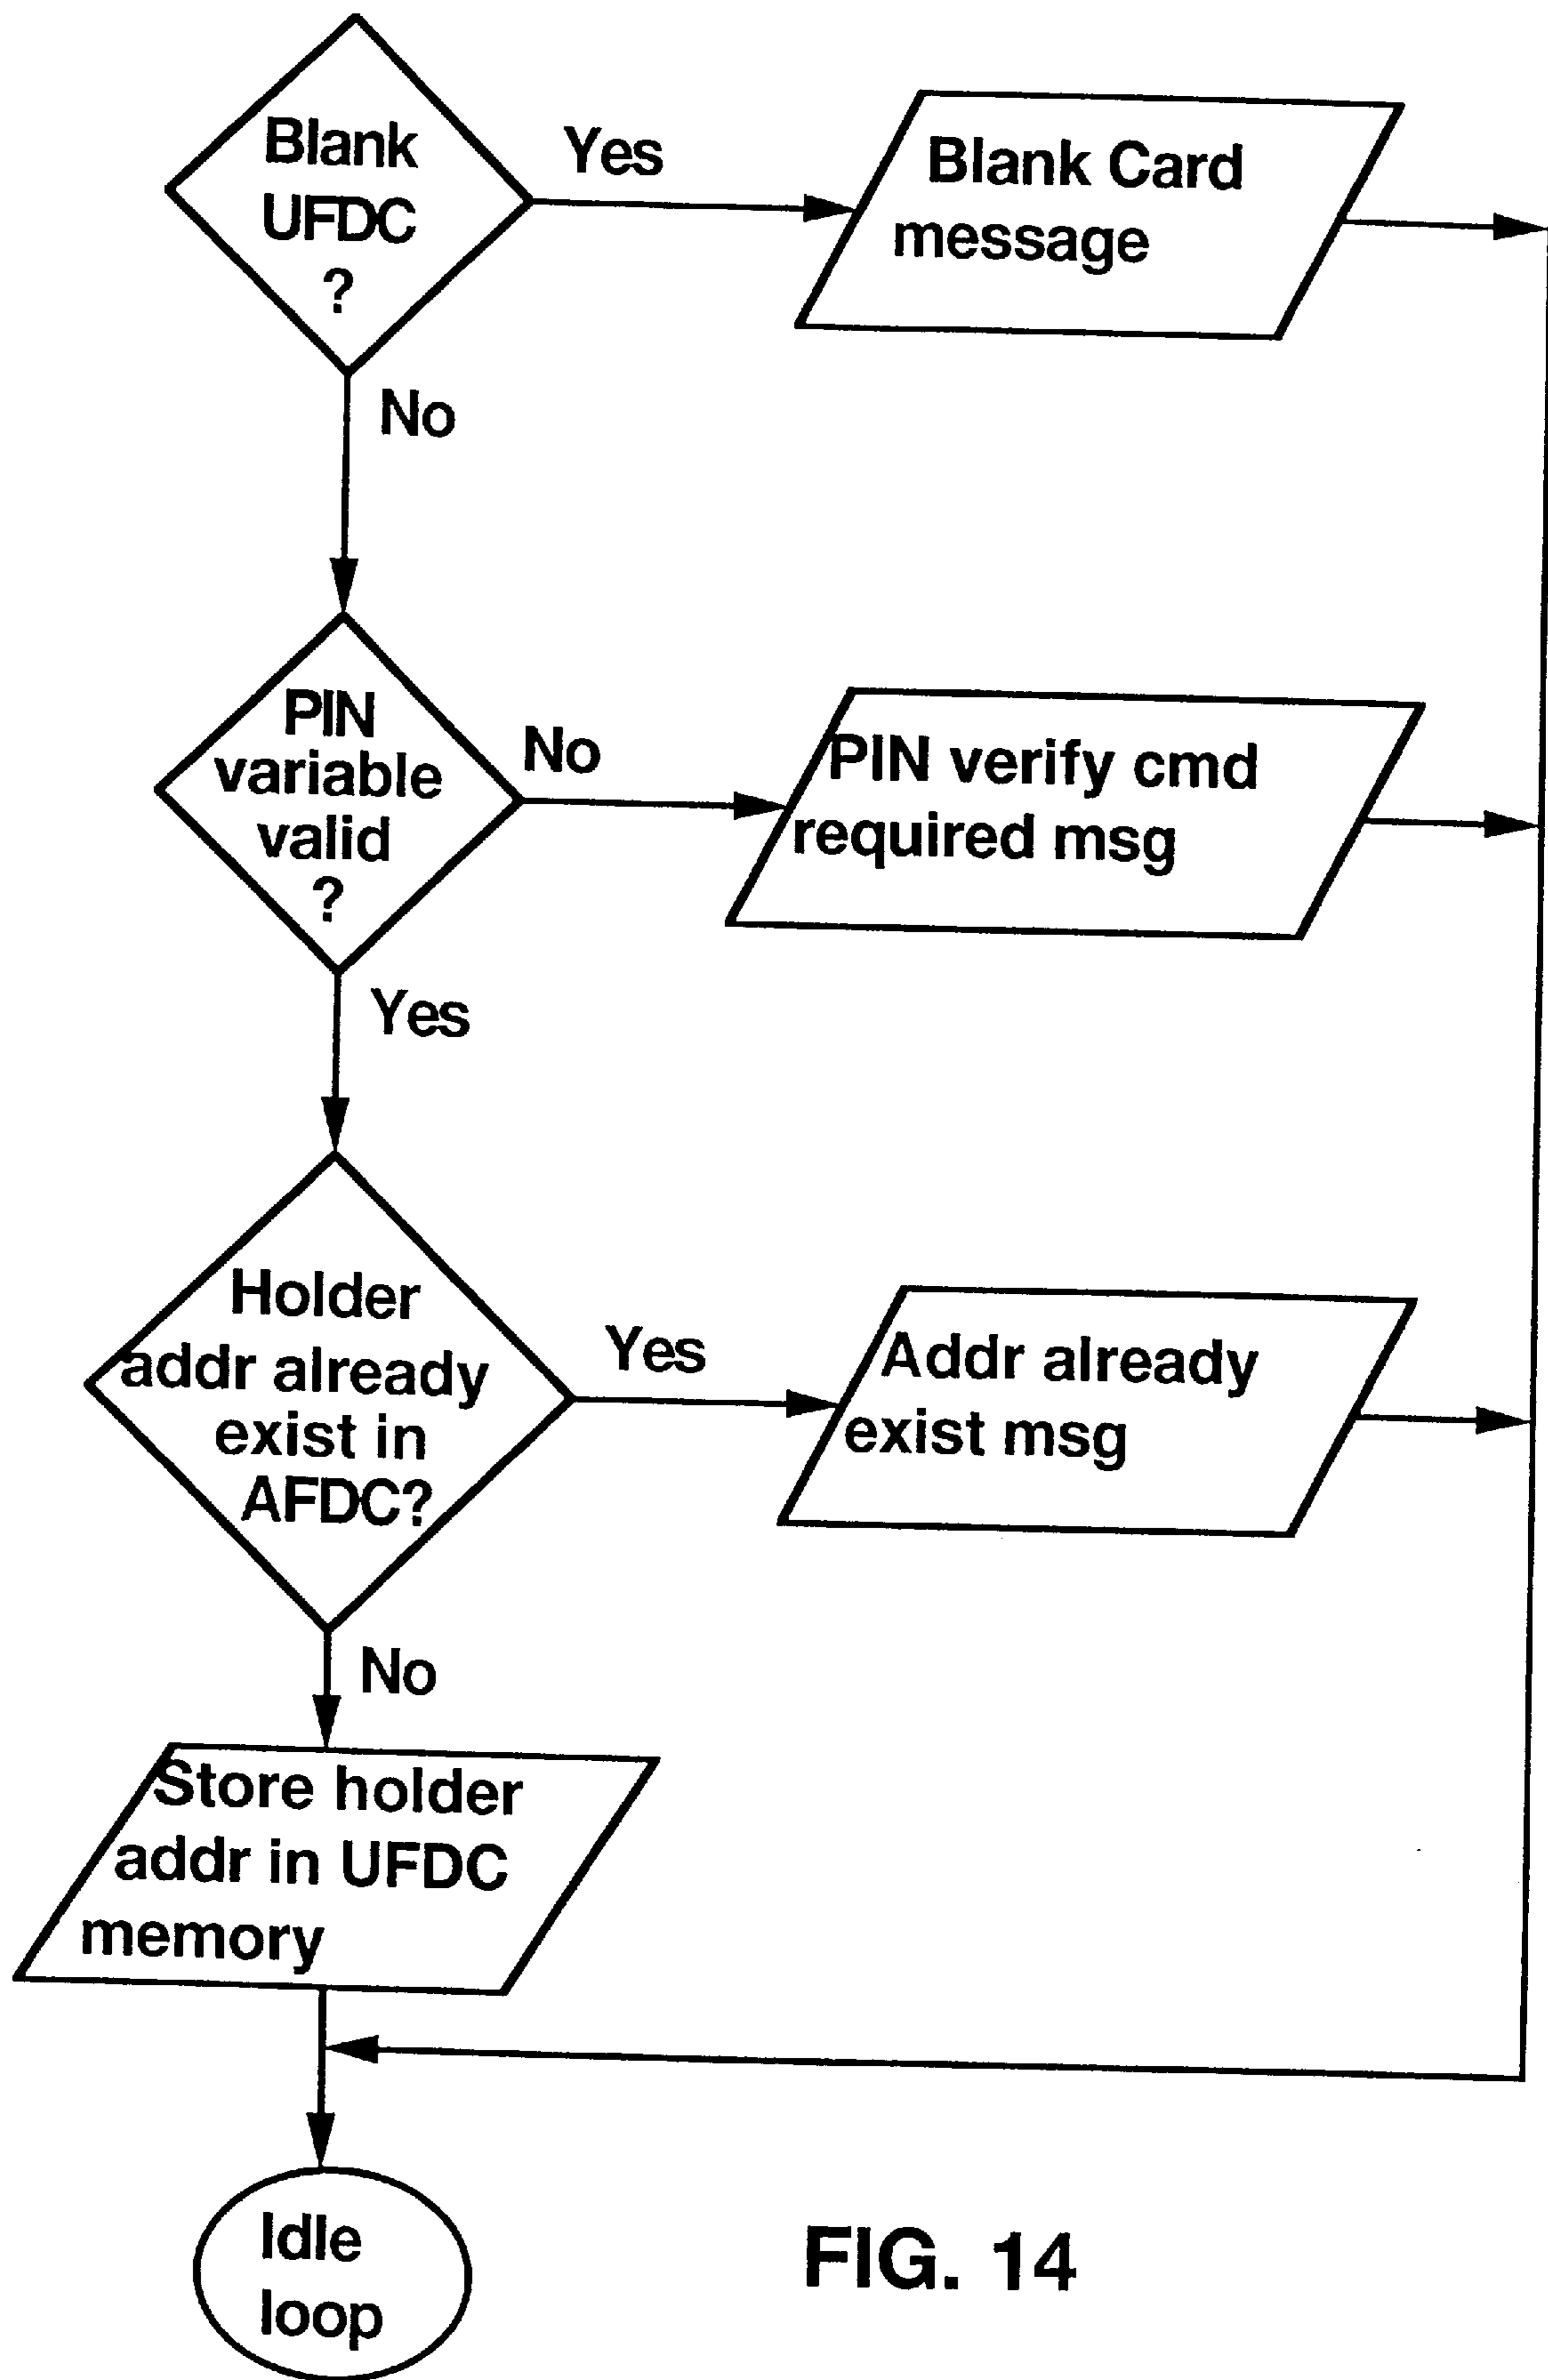 Blank
UFDC
?
Yes
Blank Card
message
No
PIN
variable
valid
?
No
PIN verify cmd
required msg
Yes
Holder
addr already
exist in
AFDC?
Yes
Addr already
exist msg
No
Store holder
addr in UFDC
memory
Idle
loop
FIG. 14